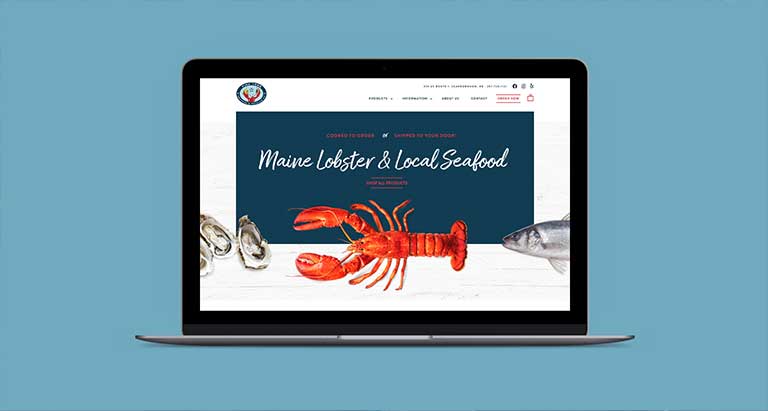 PRODUCTS INFORMATION ABOUT US CONTACT ORDER NOW
COOKED TO ORDER or SHIPPED TO YOUR DOOR!
Maine Lobster & Local Seafood
SHOP ALL PRODUCTS